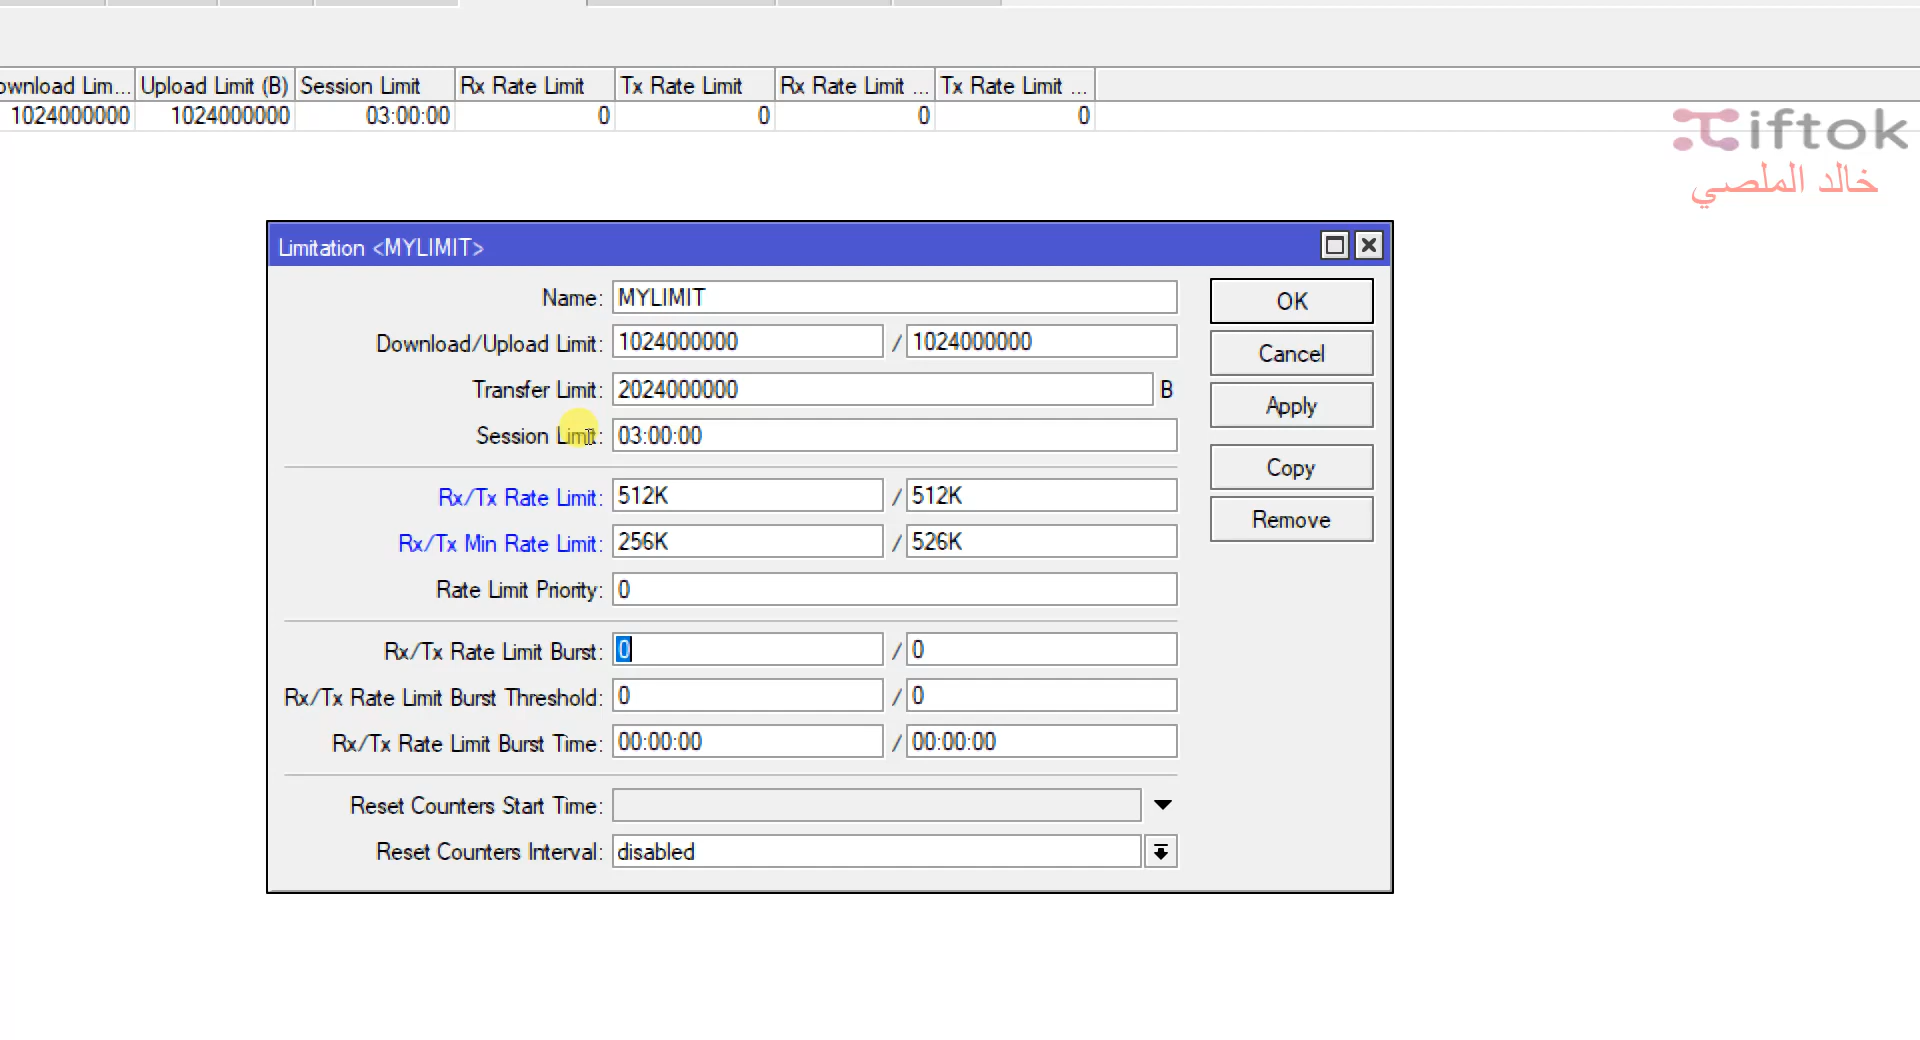 ownload Lim... Upload Limit (B) Session Limit Rx Rate Limit Tx Rate Limit Rx Rate Limit ... Tx Rate Limit ...
1024000000 1024000000 03:00:00 0 0 0 0
iftok
خالد الملصي
Limitation <MYLIMIT>
Name: MYLIMIT OK
Download/Upload Limit: 1024000000 / 1024000000 Cancel
Transfer Limit: 2024000000 B Apply
Session Limit: 03:00:00
Copy
Rx/Tx Rate Limit: 512K / 512K
Remove
Rx/Tx Min Rate Limit: 256K / 526K
Rate Limit Priority: 0
Rx/Tx Rate Limit Burst: 0 / 0
Rx/Tx Rate Limit Burst Threshold: 0 / 0
Rx/Tx Rate Limit Burst Time: 00:00:00 / 00:00:00
Reset Counters Start Time:
Reset Counters Interval: disabled